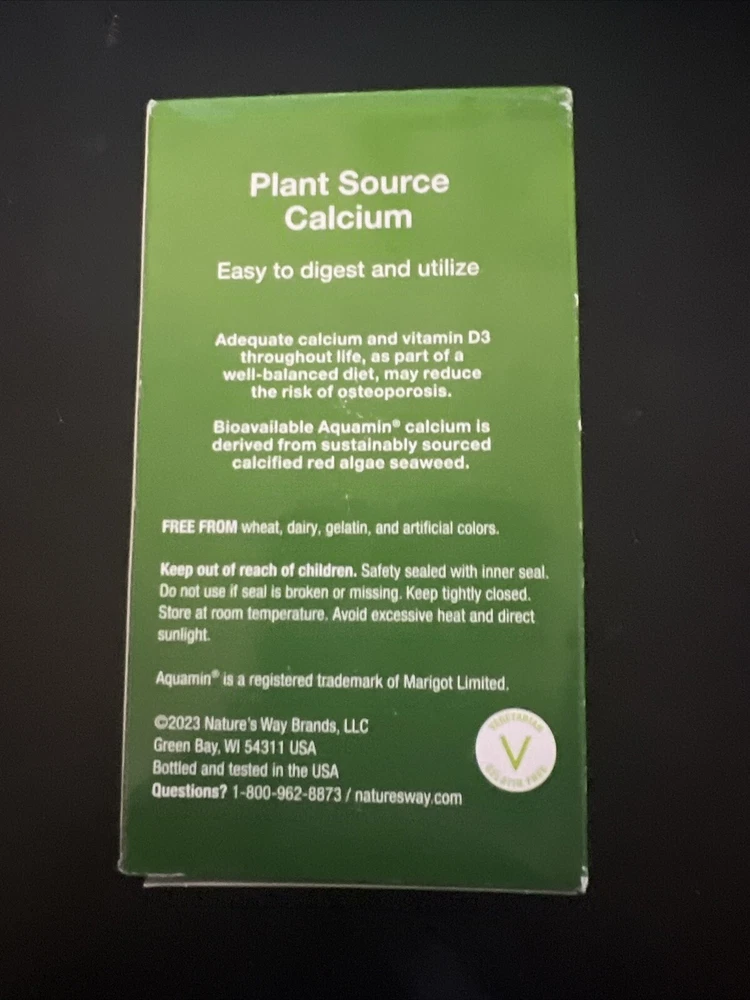 Plant Source
Calcium
Easy to digest and utilize
Adequate calcium and vitamin D3
throughout life, as part of a
well-balanced diet, may reduce
the risk of osteoporosis.
Bioavailable Aquamin® calcium is
derived from sustainably sourced
calcified red algae seaweed.
FREE FROM wheat, dairy, gelatin, and artificial colors.
Keep out of reach of children. Safety sealed with inner seal.
Do not use if seal is broken or missing. Keep tightly closed.
Store at room temperature. Avoid excessive heat and direct
sunlight.
Aquamin® is a registered trademark of Marigot Limited.
©2023 Nature's Way Brands, LLC
Green Bay, WI 54311 USA
Bottled and tested in the USA
Questions? 1-800-962-8873 / naturesway.com
VEGETARIAN
V
GELATIN FREE